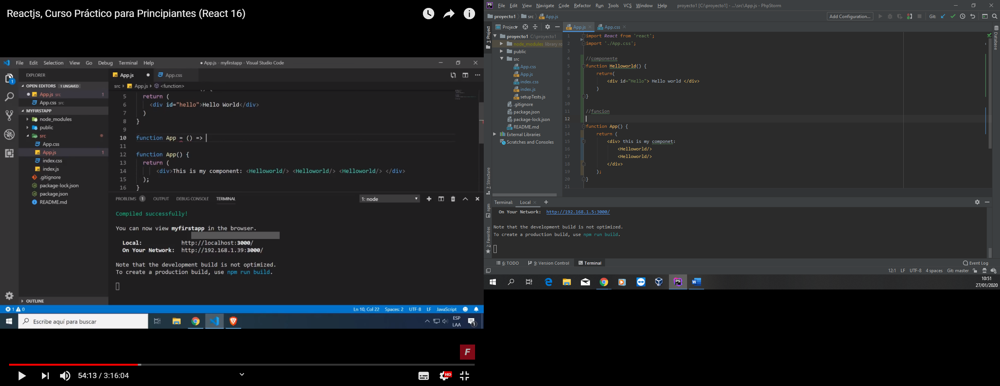 Reactjs, Curso Práctico para Principiantes (React 16)
File Edit Selection View Go Debug Terminal Help
● App.js - myfirstapp - Visual Studio Code
EXPLORER
App.js
App.css
OPEN EDITORS 1 UNSAVED
App.js src 1
App.css src
MYFIRSTAPP
node_modules
public
src
App.css
App.js 1
index.css
index.js
.gitignore
package-lock.json
package.json
README.md
OUTLINE
src App.js <function>
5 return (
6 <div id="hello">Hello World</div>
7 )
8 }
9
10 function App = () =>
11
12 function App() {
13 return (
14 <div>This is my component: <Helloworld/> <Helloworld/> <Helloworld/> </div>
15 );
16 }
PROBLEMS 1 OUTPUT DEBUG CONSOLE TERMINAL 1: node
Compiled successfully!
You can now view myfirstapp in the browser.
Local: http://localhost:3000/
On Your Network: http://192.168.1.39:3000/
Note that the development build is not optimized.
To create a production build, use npm run build.
1 0 Ln 10, Col 22 Spaces: 2 UTF-8 LF JavaScript
1
Escribe aquí para buscar
ESP
LAA
1
F
54:13 / 3:16:04
HD
PS File Edit View Navigate Code Refactor Run Tools VCS Window Help proyecto1 [C:\proyecto1] - ...\src\App.js - PhpStorm
proyecto1 src App.js Add Configuration... Git:
Project
App.js
App.css
1: Project
7: Structure
npm
2: Favorites
Database
proyecto1 C:\proyecto1
node_modules library ro
public
src
App.css
App.js
index.css
index.js
setupTests.js
.gitignore
package.json
package-lock.json
README.md
External Libraries
Scratches and Consoles
1 import React from 'react';
2 import './App.css';
3
4 //componente
5 function Helloworld() {
6 return(
7 <div id="Hello"> Hello world </div>
8 )
9 }
10
11 //funcion
12
13 function App() {
14 return (
15 <div> this is my componet:
16 <Helloworld/>
17 <Helloworld/>
18 </div>
19 );
20 }
21
Terminal: Local
On Your Network: http://192.168.1.5:3000/
Note that the development build is not optimized.
To create a production build, use npm run build.
6: TODO 9: Version Control Terminal Event Log
12:1 LF UTF-8 4 spaces Git: master
PS
W
10:51
27/01/2020